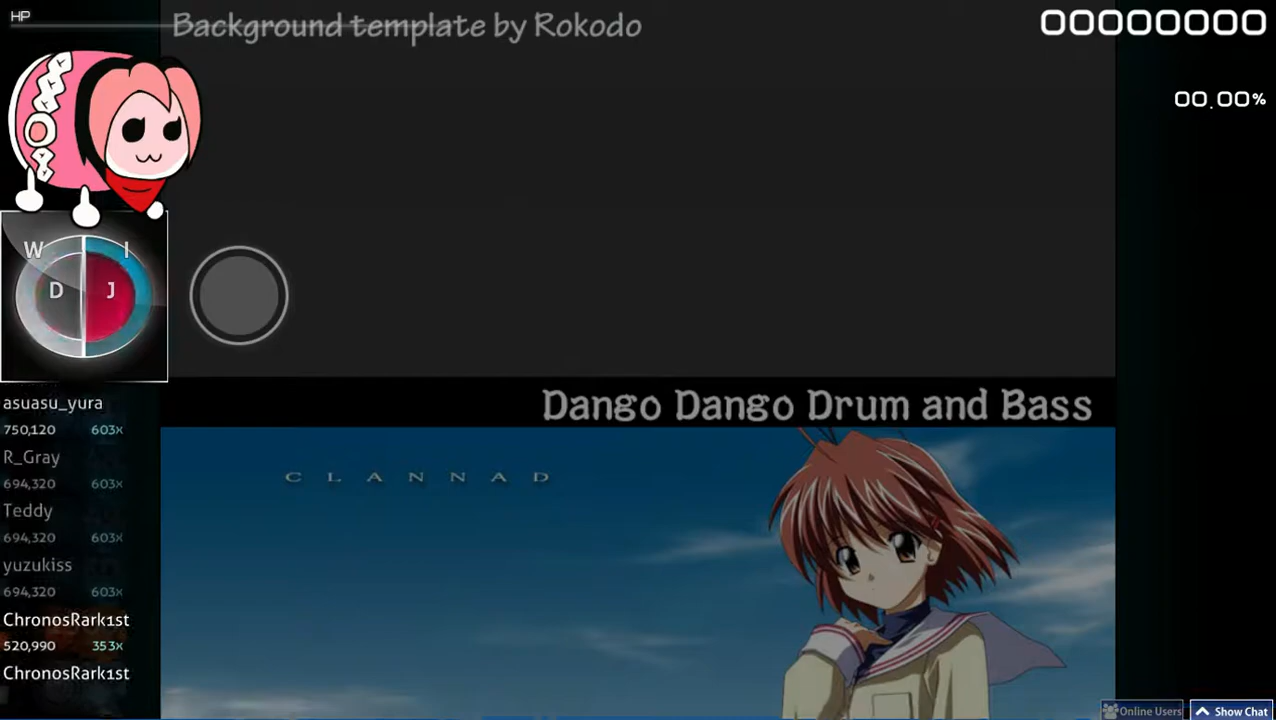 HP
Background template by Rokodo
00000000
00.00%
W I
D J
asuasu_yura
750,120 603x
R_Gray
694,320 603x
Teddy
694,320 603x
yuzukiss
694,320 603x
ChronosRark1st
520,990 353x
ChronosRark1st
Dango Dango Drum and Bass
CLANNAD
Online Users
Show Chat